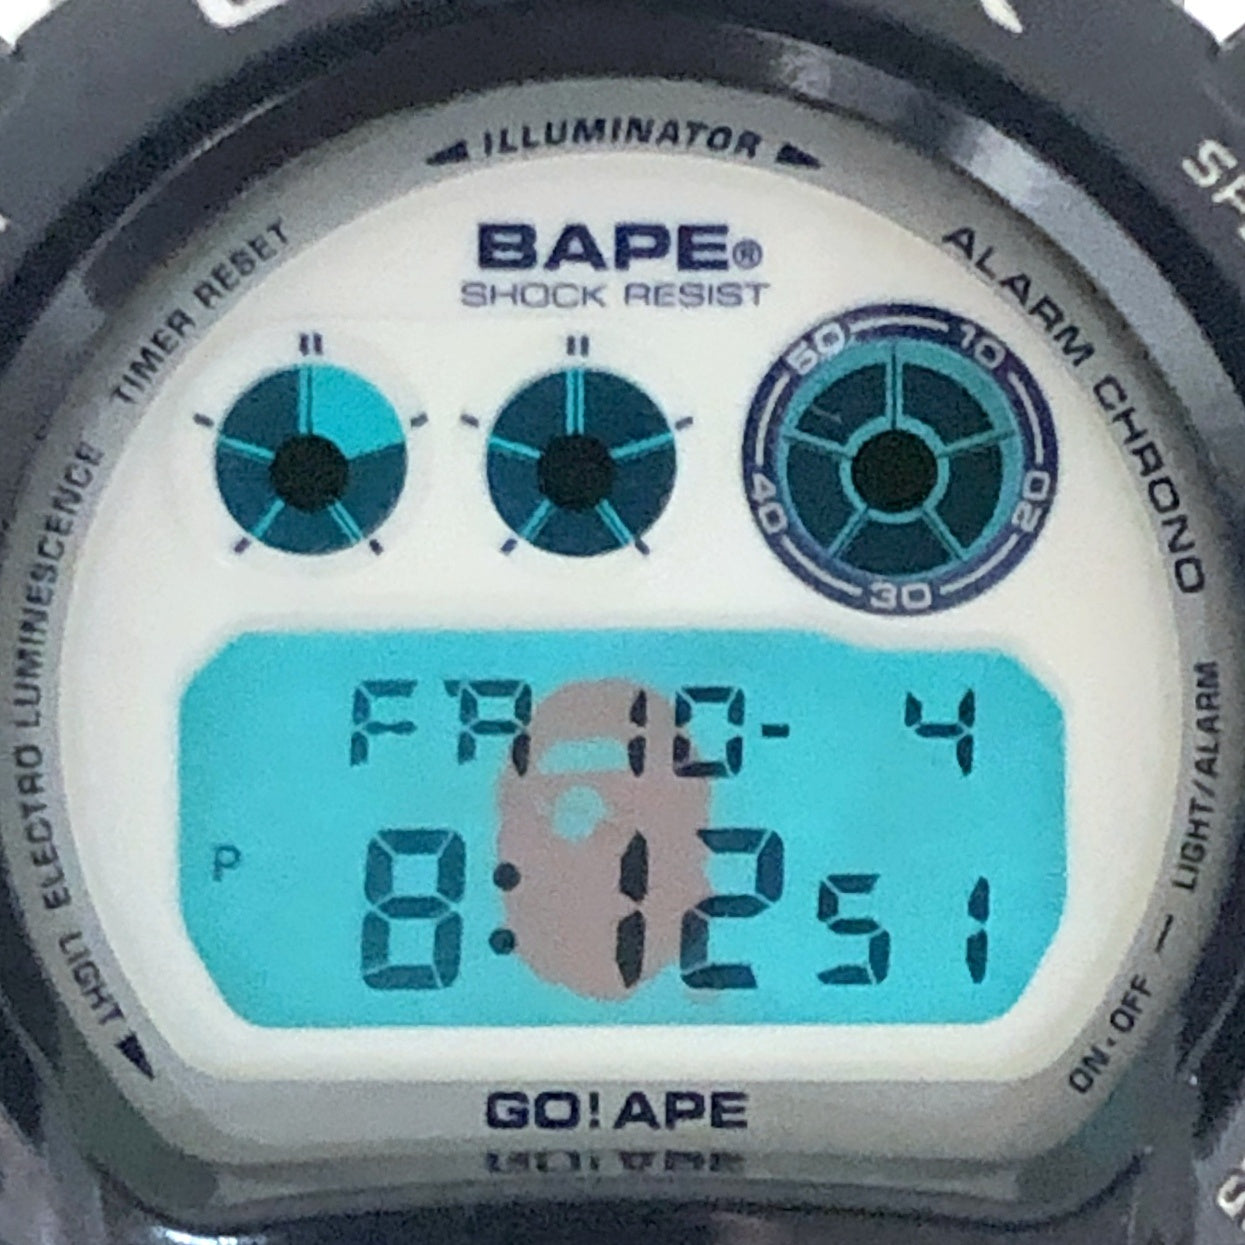 ILLUMINATOR
BAPE®
SHOCK RESIST
TIMER RESET
ALARM CHRONO
50 10
40 20
30
FR 10- 4
P 8:12 51
ELECTRO LUMINESCENCE
LIGHT
LIGHT/ALARM
ON·OFF
GO! APE